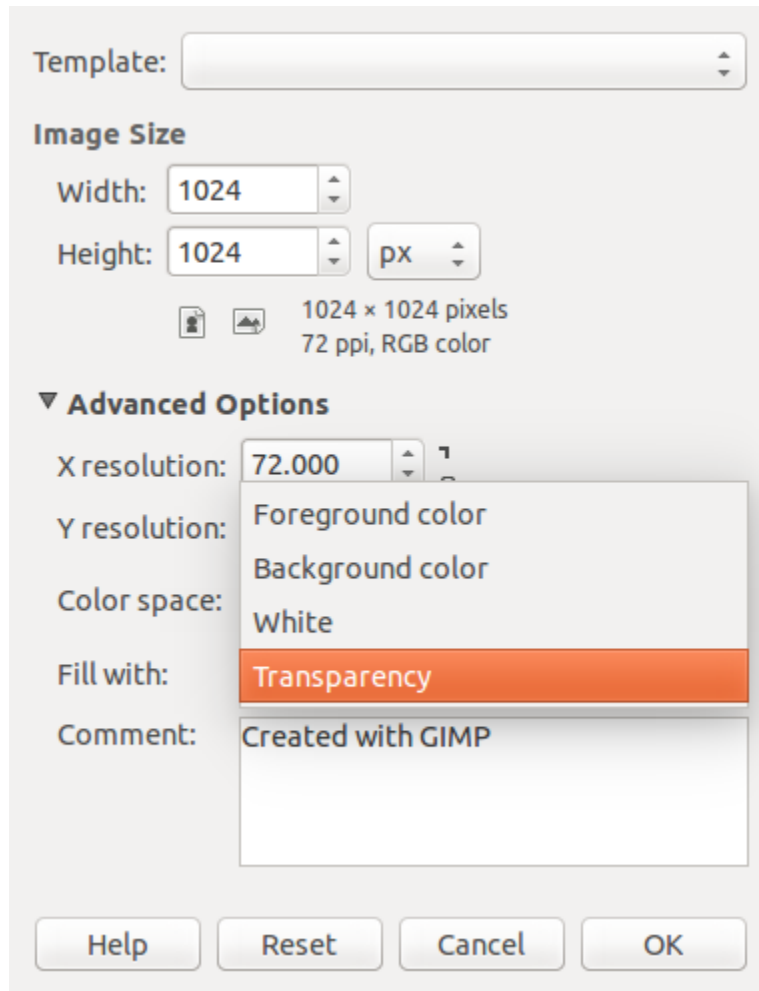 Template:
Image Size
Width: 1024
Height: 1024 px
1024 × 1024 pixels
72 ppi, RGB color
Advanced Options
X resolution: 72.000
Y resolution:
Foreground color
Background color
Color space:
White
Fill with: Transparency
Comment: Created with GIMP
Help Reset Cancel OK